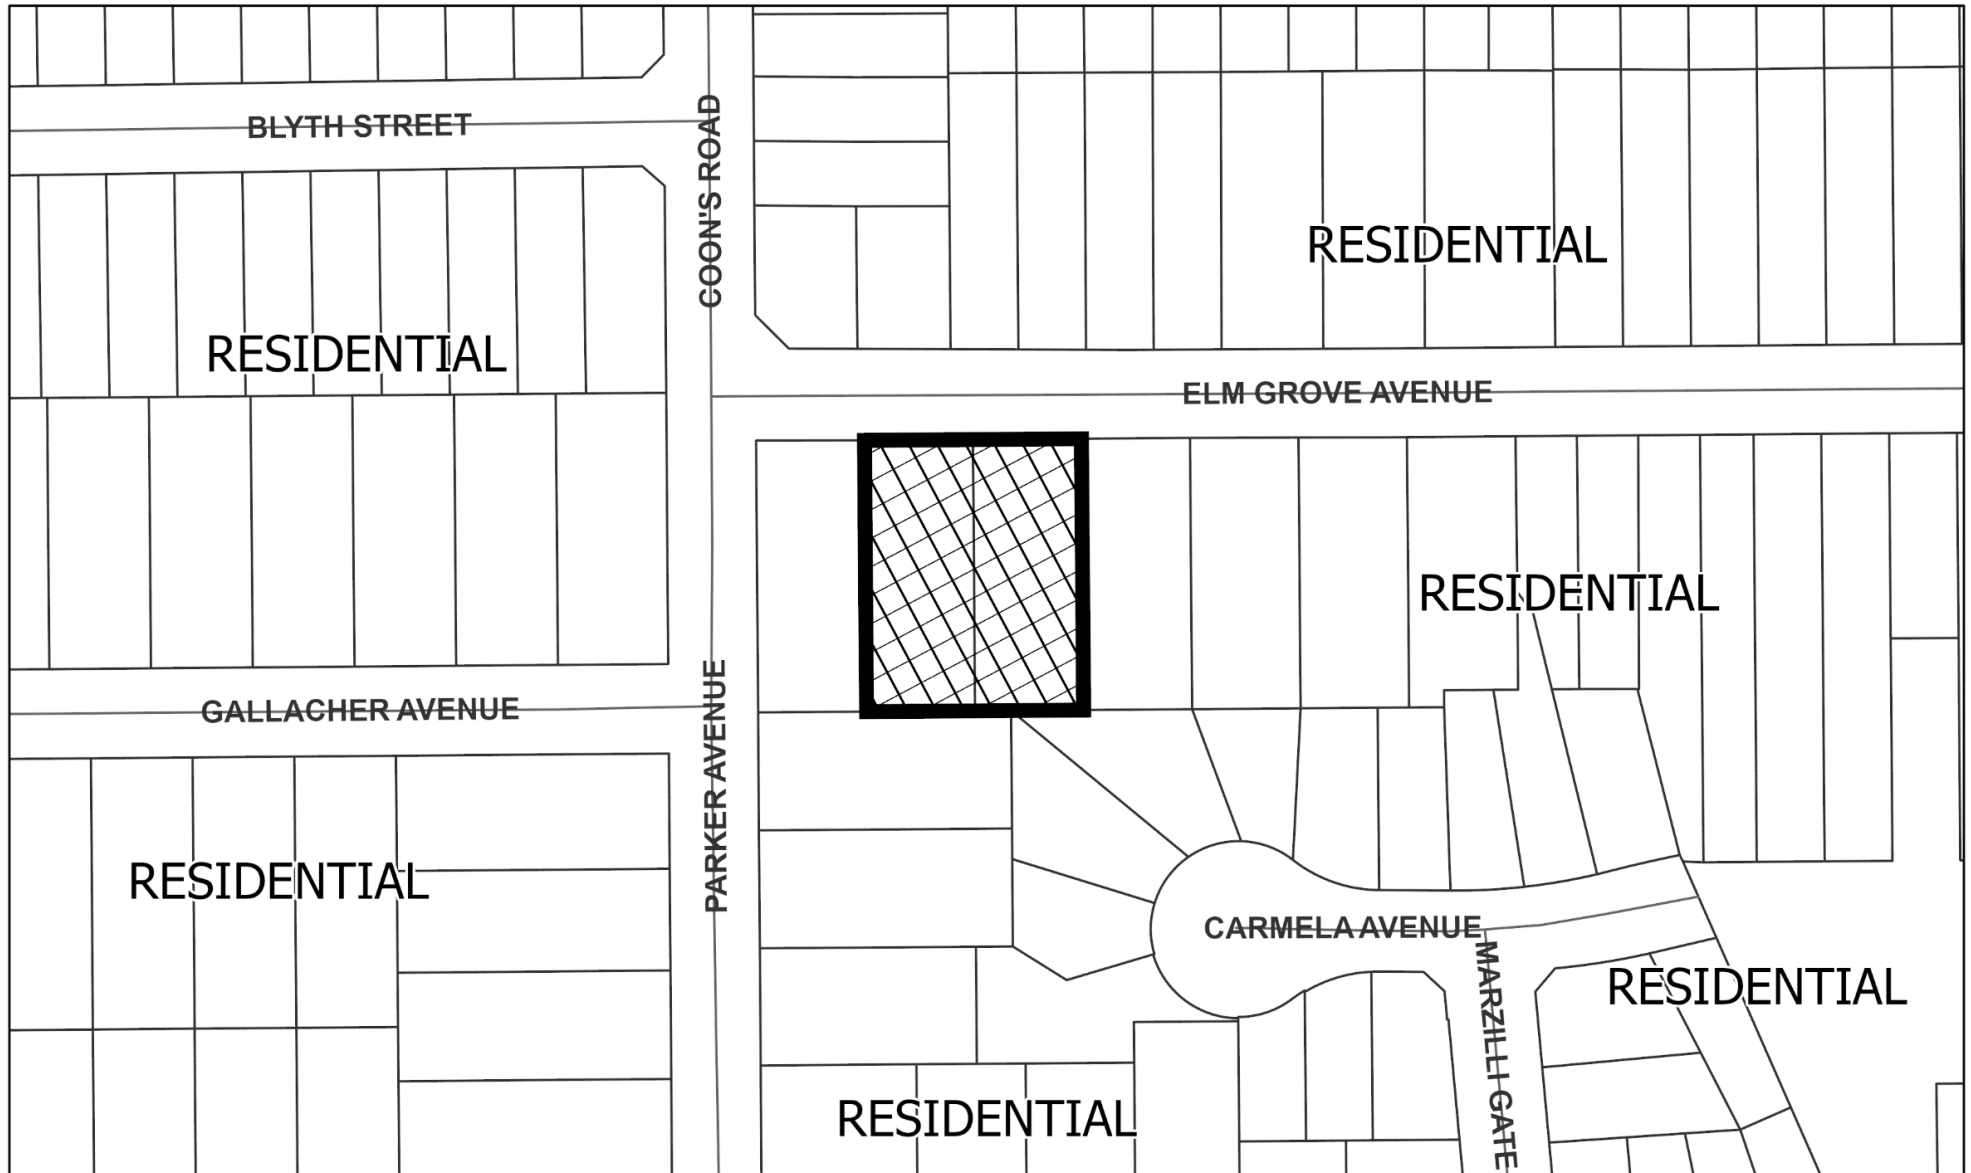 BLYTH STREET
COON'S ROAD
RESIDENTIAL
RESIDENTIAL
ELM GROVE AVENUE
RESIDENTIAL
GALLACHER AVENUE
PARKER AVENUE
RESIDENTIAL
CARMELA AVENUE
MARZILLI GATE
RESIDENTIAL
RESIDENTIAL